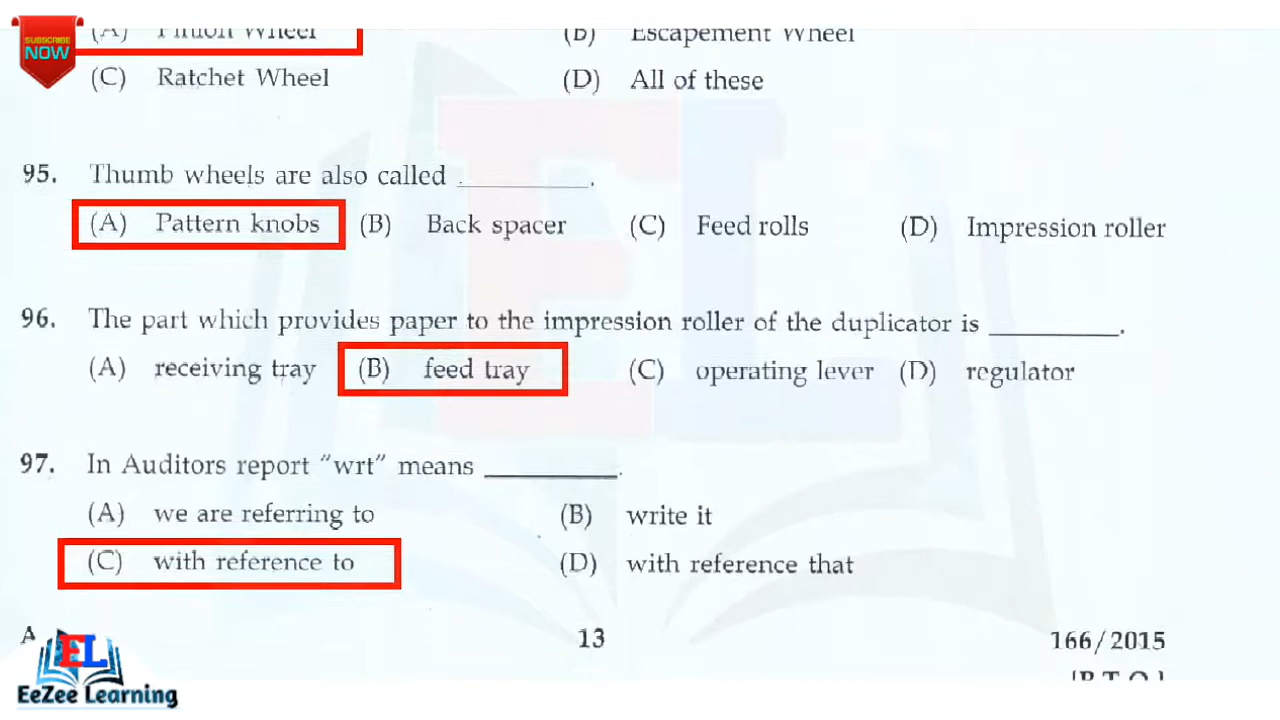 SUBSCRIBE
NOW
(A) Pinion Wheel (B) Escapement Wheel
(C) Ratchet Wheel (D) All of these
95. Thumb wheels are also called ________.
(A) Pattern knobs (B) Back spacer (C) Feed rolls (D) Impression roller
96. The part which provides paper to the impression roller of the duplicator is ________.
(A) receiving tray (B) feed tray (C) operating lever (D) regulator
97. In Auditors report “wrt” means ________.
(A) we are referring to (B) write it
(C) with reference to (D) with reference that
A 13 166/2015
[P.T.O.]
EL
EeZee Learning